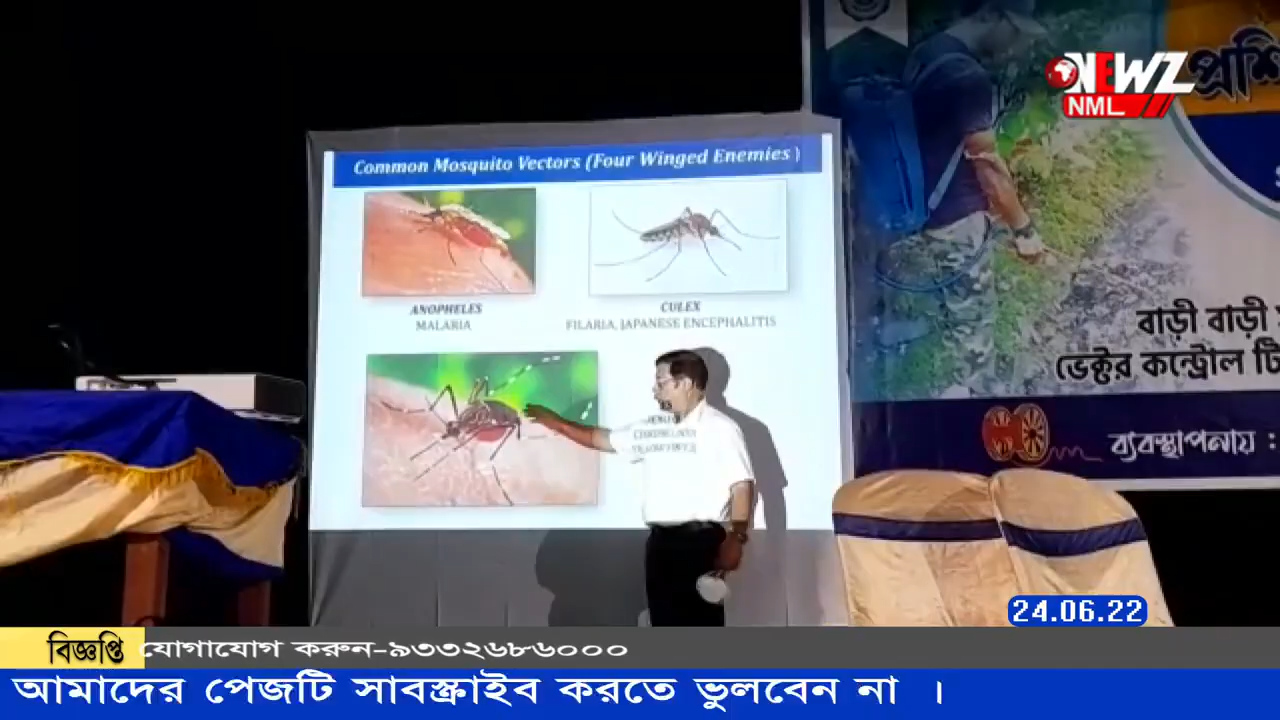 NEWZ
NML
প্রশি
Common Mosquito Vectors (Four Winged Enemies )
ANOPHELES
MALARIA
CULEX
FILARIA, JAPANESE ENCEPHALITIS
বাড়ী বাড়ী
ভেক্টর কন্ট্রোল টি
ব্যবস্থাপনায় :
24.06.22
বিজ্ঞপ্তি যোগাযোগ করুন-৯৩৩২৬৮৬০০০
আমাদের পেজটি সাবস্ক্রাইব করতে ভুলবেন না ।